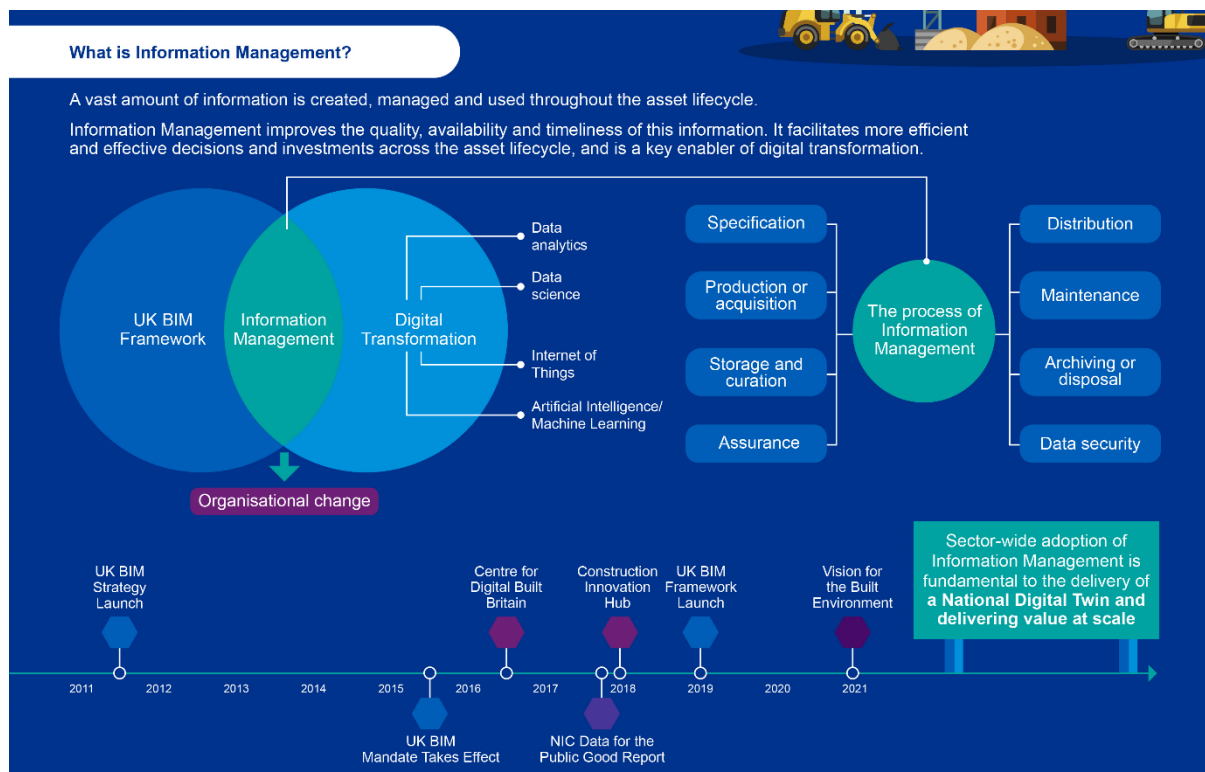 What is Information Management?
A vast amount of information is created, managed and used throughout the asset lifecycle.
Information Management improves the quality, availability and timeliness of this information. It facilitates more efficient
and effective decisions and investments across the asset lifecycle, and is a key enabler of digital transformation.
UK BIM
Framework
Information
Management
Digital
Transformation
Data
analytics
Data
science
Internet of
Things
Artificial Intelligence/
Machine Learning
Organisational change
Specification
Production or
acquisition
Storage and
curation
Assurance
The process of
Information
Management
Distribution
Maintenance
Archiving or
disposal
Data security
UK BIM
Strategy
Launch
Centre for
Digital Built
Britain
Construction
Innovation
Hub
UK BIM
Framework
Launch
Vision for
the Built
Environment
Sector-wide adoption of
Information Management is
fundamental to the delivery of
a National Digital Twin and
delivering value at scale
2011
2012
2013
2014
2015
2016
2017
2018
2019
2020
2021
UK BIM
Mandate Takes Effect
NIC Data for the
Public Good Report